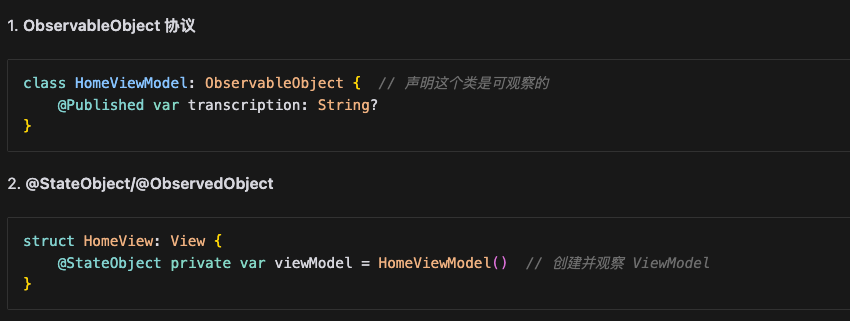 1. ObservableObject 协议
class HomeViewModel: ObservableObject {  // 声明这个类是可观察的
    @Published var transcription: String?
}
2. @StateObject/@ObservedObject
struct HomeView: View {
    @StateObject private var viewModel = HomeViewModel()  // 创建并观察 ViewModel
}